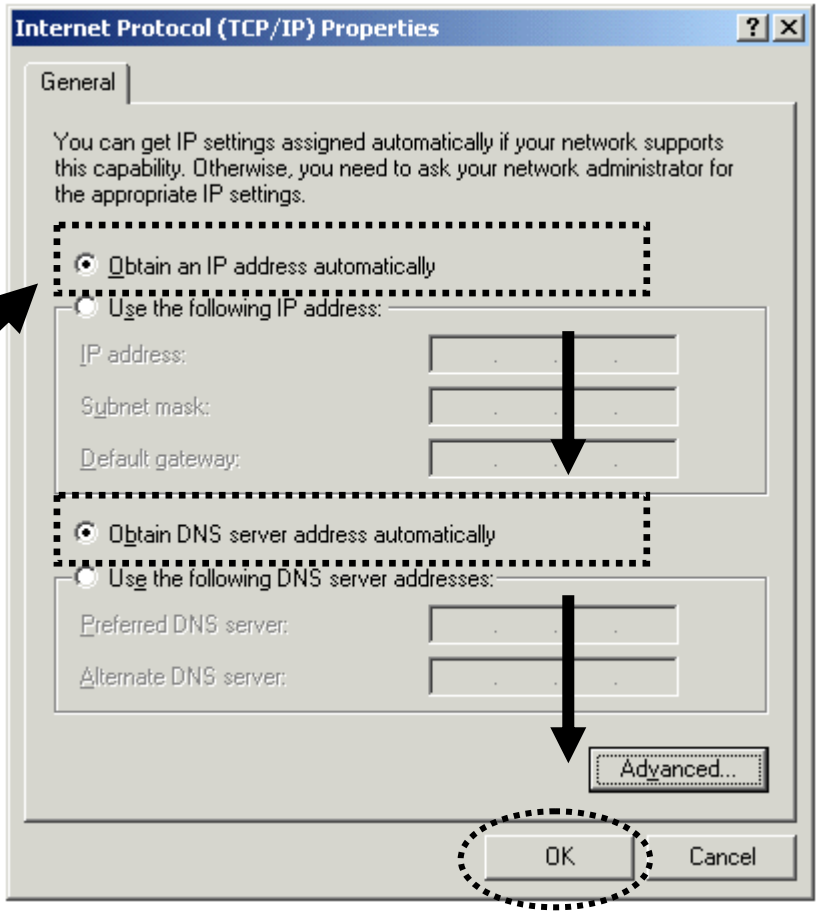 Internet Protocol (TCP/IP) Properties
General
You can get IP settings assigned automatically if your network supports
this capability. Otherwise, you need to ask your network administrator for
the appropriate IP settings.
Obtain an IP address automatically
Use the following IP address:
IP address:
Subnet mask:
Default gateway:
Obtain DNS server address automatically
Use the following DNS server addresses:
Preferred DNS server:
Alternate DNS server:
Advanced...
OK Cancel